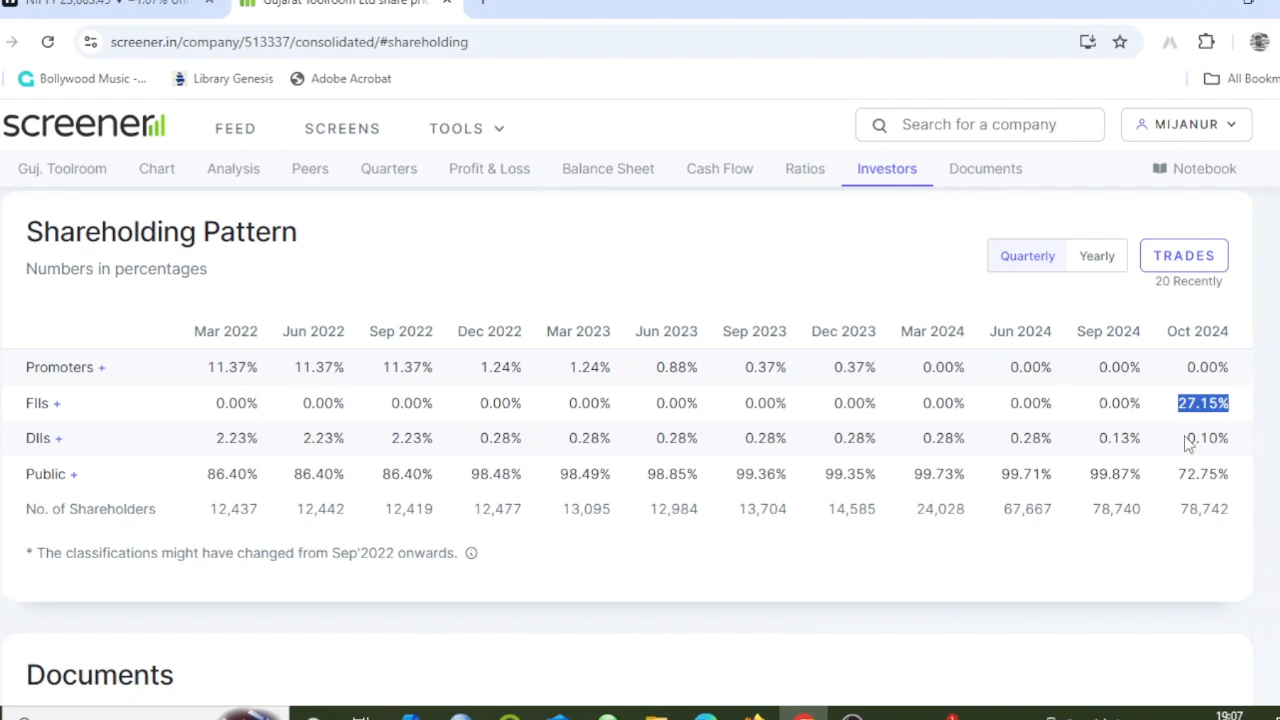 screener.in/company/513337/consolidated/#shareholding
Bollywood Music -... Library Genesis Adobe Acrobat All Bookm
screener FEED SCREENS TOOLS Search for a company MIJANUR
Guj. Toolroom Chart Analysis Peers Quarters Profit & Loss Balance Sheet Cash Flow Ratios Investors Documents Notebook
Shareholding Pattern
Numbers in percentages
Quarterly Yearly TRADES
20 Recently
Mar 2022 Jun 2022 Sep 2022 Dec 2022 Mar 2023 Jun 2023 Sep 2023 Dec 2023 Mar 2024 Jun 2024 Sep 2024 Oct 2024
Promoters + 11.37% 11.37% 11.37% 1.24% 1.24% 0.88% 0.37% 0.37% 0.00% 0.00% 0.00% 0.00%
FIIs + 0.00% 0.00% 0.00% 0.00% 0.00% 0.00% 0.00% 0.00% 0.00% 0.00% 0.00% 27.15%
DIIs + 2.23% 2.23% 2.23% 0.28% 0.28% 0.28% 0.28% 0.28% 0.28% 0.28% 0.13% 0.10%
Public + 86.40% 86.40% 86.40% 98.48% 98.49% 98.85% 99.36% 99.35% 99.73% 99.71% 99.87% 72.75%
No. of Shareholders 12,437 12,442 12,419 12,477 13,095 12,984 13,704 14,585 24,028 67,667 78,740 78,742
* The classifications might have changed from Sep'2022 onwards.
Documents
19:07